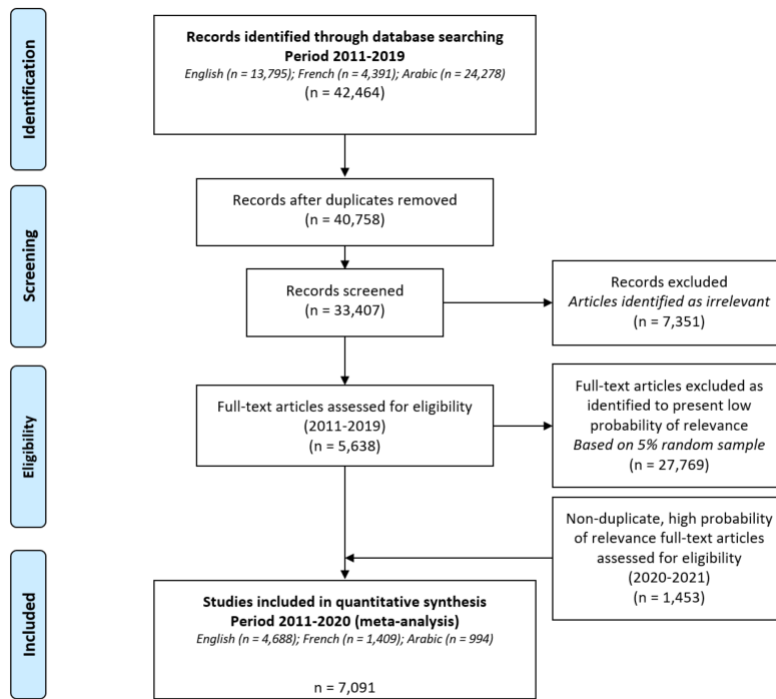 Identification
Records identified through database searching
Period 2011-2019
English (n = 13,795); French (n = 4,391); Arabic (n = 24,278)
(n = 42,464)
Screening
Records after duplicates removed
(n = 40,758)
Records screened
(n = 33,407)
Records excluded
Articles identified as irrelevant
(n = 7,351)
Eligibility
Full-text articles assessed for eligibility
(2011-2019)
n = 5,638)
Full-text articles excluded as
identified to present low
probability of relevance
Based on 5% random sample
(n = 27,769)
Non-duplicate, high probability
of relevance full-text articles
assessed for eligibility
(2020-2021)
(n = 1,453)
Included
Studies included in quantitative synthesis
Period 2011-2020 (meta-analysis)
English (n = 4,688); French (n = 1,409); Arabic (n = 994)
n = 7,091